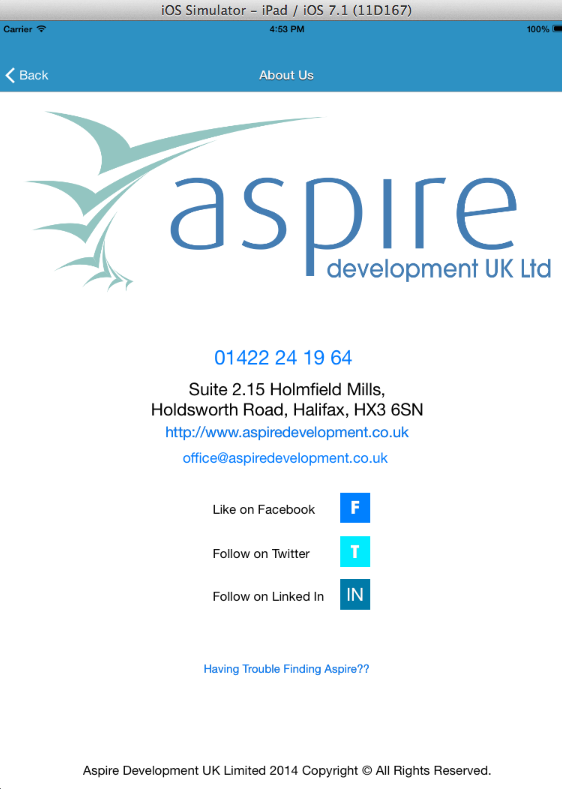 iOS Simulator - iPad / iOS 7.1 (11D167)
Carrier 4:53 PM 100%
Back About Us
aspire
development UK Ltd
01422 24 19 64
Suite 2.15 Holmfield Mills,
Holdsworth Road, Halifax, HX3 6SN
http://www.aspiredevelopment.co.uk
office@aspiredevelopment.co.uk
Like on Facebook F
Follow on Twitter T
Follow on Linked In IN
Having Trouble Finding Aspire??
Aspire Development UK Limited 2014 Copyright © All Rights Reserved.